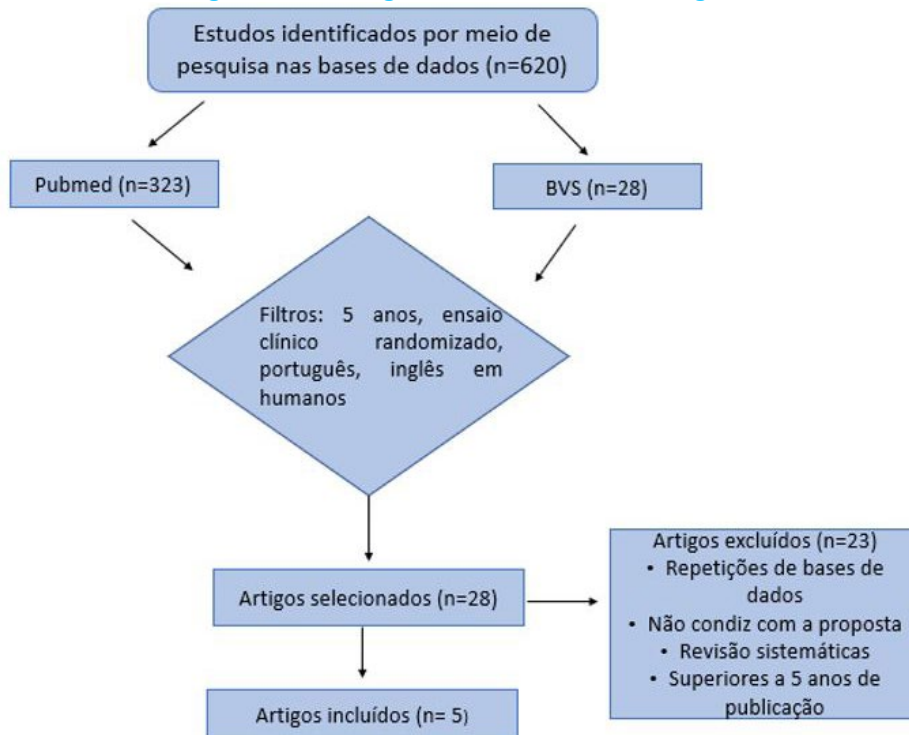 Estudos identificados por meio de
pesquisa nas bases de dados (n=620)
Pubmed (n=323)
BVS (n=28)
Filtros: 5 anos, ensaio
clínico randomizado,
português, inglês em
humanos
Artigos selecionados (n=28)
Artigos excluídos (n=23)
• Repetições de bases de
dados
• Não condiz com a proposta
• Revisão sistemáticas
• Superiores a 5 anos de
publicação
Artigos incluídos (n= 5)